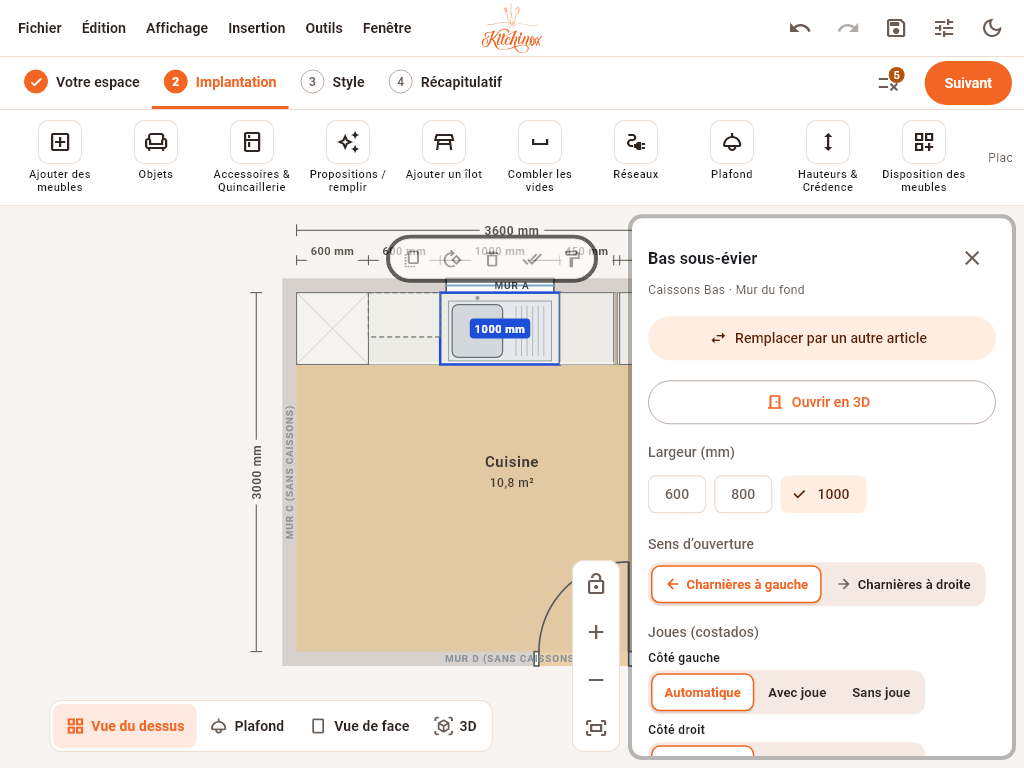 Fichier
Édition
Affichage
Insertion
Outils
Fenêtre
Kitchinox
Votre espace
2 Implantation
3 Style
4 Récapitulatif
5
Suivant
Ajouter des
meubles
Objets
Accessoires &
Quincaillerie
Propositions /
remplir
Ajouter un îlot
Combler les
vides
Réseaux
Plafond
Hauteurs &
Crédence
Disposition des
meubles
Plac
3600 mm
600 mm
600 mm
1000 mm
450 mm
MUR A
1000 mm
3000 mm
MUR C (SANS CAISSONS)
Cuisine
10,8 m²
MUR D (SANS CAISSONS
Vue du dessus
Plafond
Vue de face
3D
Bas sous-évier
Caissons Bas · Mur du fond
Remplacer par un autre article
Ouvrir en 3D
Largeur (mm)
600
800
1000
Sens d’ouverture
Charnières à gauche
Charnières à droite
Joues (costados)
Côté gauche
Automatique
Avec joue
Sans joue
Côté droit